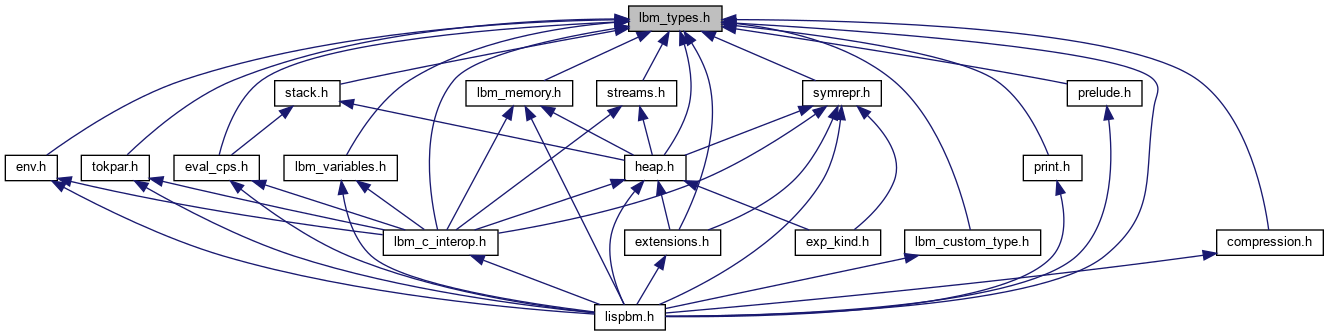 lbm_types.h
stack.h
lbm_memory.h
streams.h
symrepr.h
prelude.h
env.h
tokpar.h
eval_cps.h
lbm_variables.h
heap.h
print.h
lbm_c_interop.h
extensions.h
exp_kind.h
lbm_custom_type.h
compression.h
lispbm.h